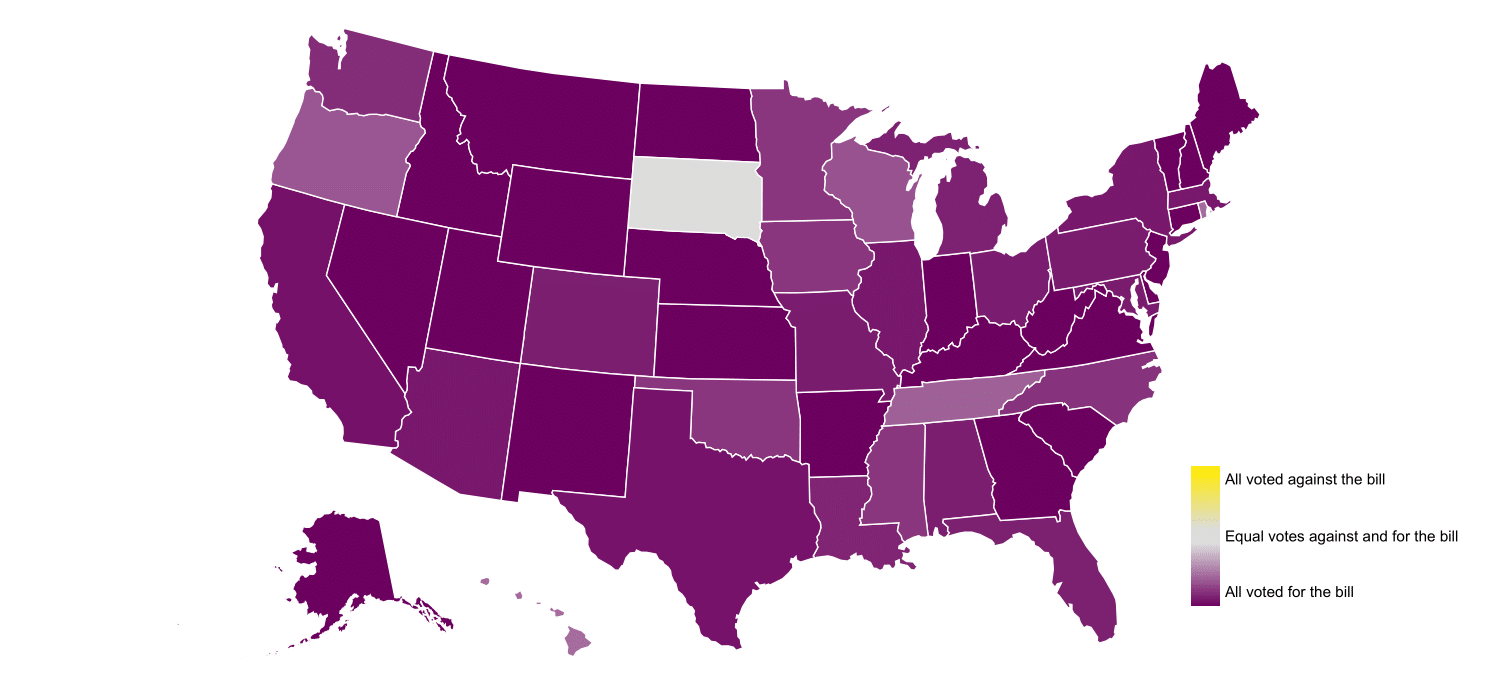 All voted against the bill
Equal votes against and for the bill
All voted for the bill